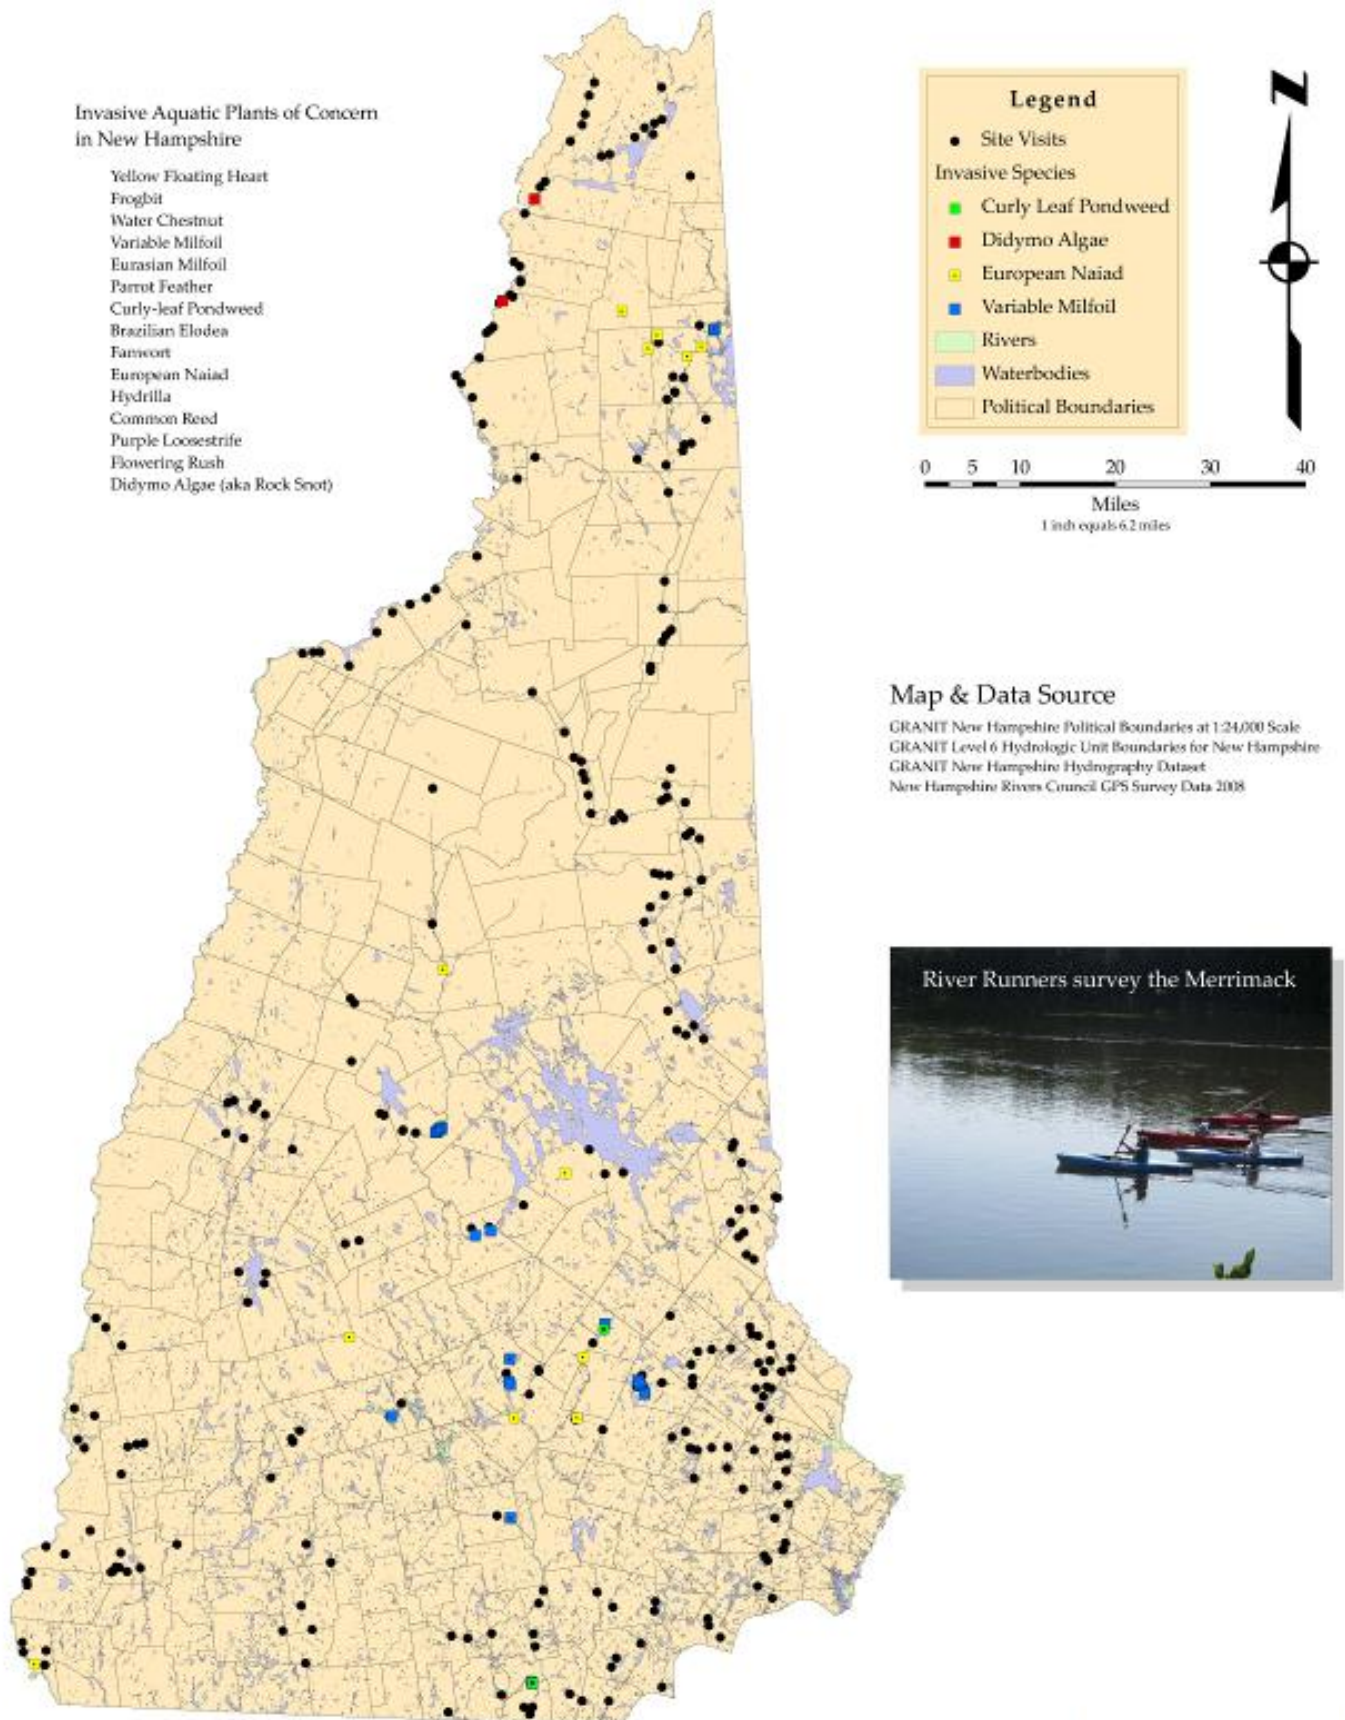 Invasive Aquatic Plants of Concern
in New Hampshire
Yellow Floating Heart
Frogbit
Water Chestnut
Variable Milfoil
Eurasian Milfoil
Parrot Feather
Curly-leaf Pondweed
Brazilian Elodea
Fanwort
European Naiad
Hydrilla
Common Reed
Purple Loosestrife
Flowering Rush
Didymo Algae (aka Rock Snot)
Legend
Site Visits
Invasive Species
Curly Leaf Pondweed
Didymo Algae
European Naiad
Variable Milfoil
Rivers
Waterbodies
Political Boundaries
N
0 5 10 20 30 40
Miles
1 inch equals 6.2 miles
Map & Data Source
GRANIT New Hampshire Political Boundaries at 1:24,000 Scale
GRANIT Level 6 Hydrologic Unit Boundaries for New Hampshire
GRANIT New Hampshire Hydrography Dataset
New Hampshire Rivers Council GPS Survey Data 2008
River Runners survey the Merrimack